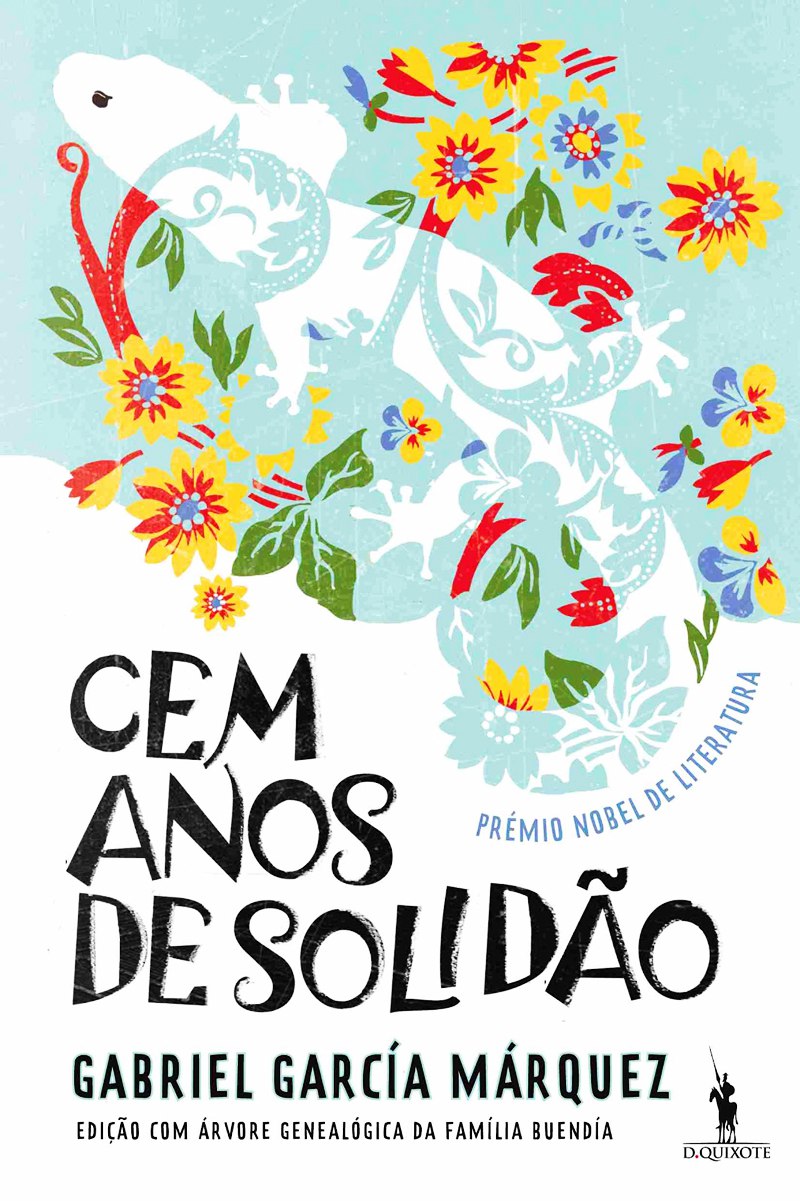 CEM
ANOS
DE SOLIDÃO
PRÉMIO NOBEL DE LITERATURA
GABRIEL GARCÍA MÁRQUEZ
EDIÇÃO COM ÁRVORE GENEALÓGICA DA FAMÍLIA BUENDÍA
D.QUIXOTE